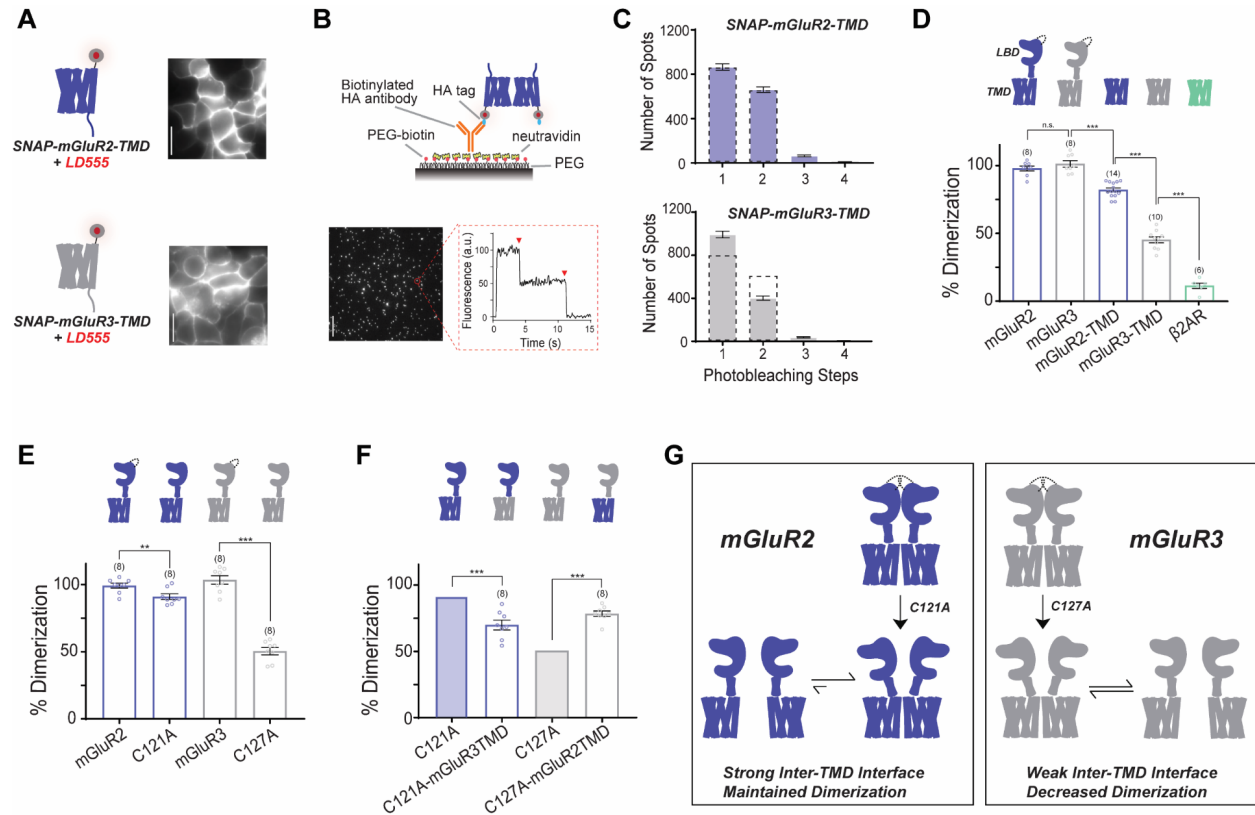 A
SNAP-mGluR2-TMD
+ LD555
SNAP-mGluR3-TMD
+ LD555
B
Biotinylated
HA antibody
HA tag
PEG-biotin
neutravidin
PEG
Fluorescence (a.u.)
100
50
0
0 5 10 15
Time (s)
C
SNAP-mGluR2-TMD
Number of Spots
1200
800
400
0
1 2 3 4
SNAP-mGluR3-TMD
Number of Spots
1200
800
400
0
1 2 3 4
Photobleaching Steps
D
LBD
TMD
n.s.
***
***
***
(8)
(8)
(14)
(10)
(6)
% Dimerization
100
50
0
mGluR2
mGluR3
mGluR2-TMD
mGluR3-TMD
β2AR
E
**
***
(8)
(8)
(8)
(8)
% Dimerization
100
50
0
mGluR2
C121A
mGluR3
C127A
F
***
***
(8)
(8)
% Dimerization
100
50
0
C121A
C121A-mGluR3TMD
C127A
C127A-mGluR2TMD
G
mGluR2
C121A
Strong Inter-TMD Interface
Maintained Dimerization
mGluR3
C127A
Weak Inter-TMD Interface
Decreased Dimerization